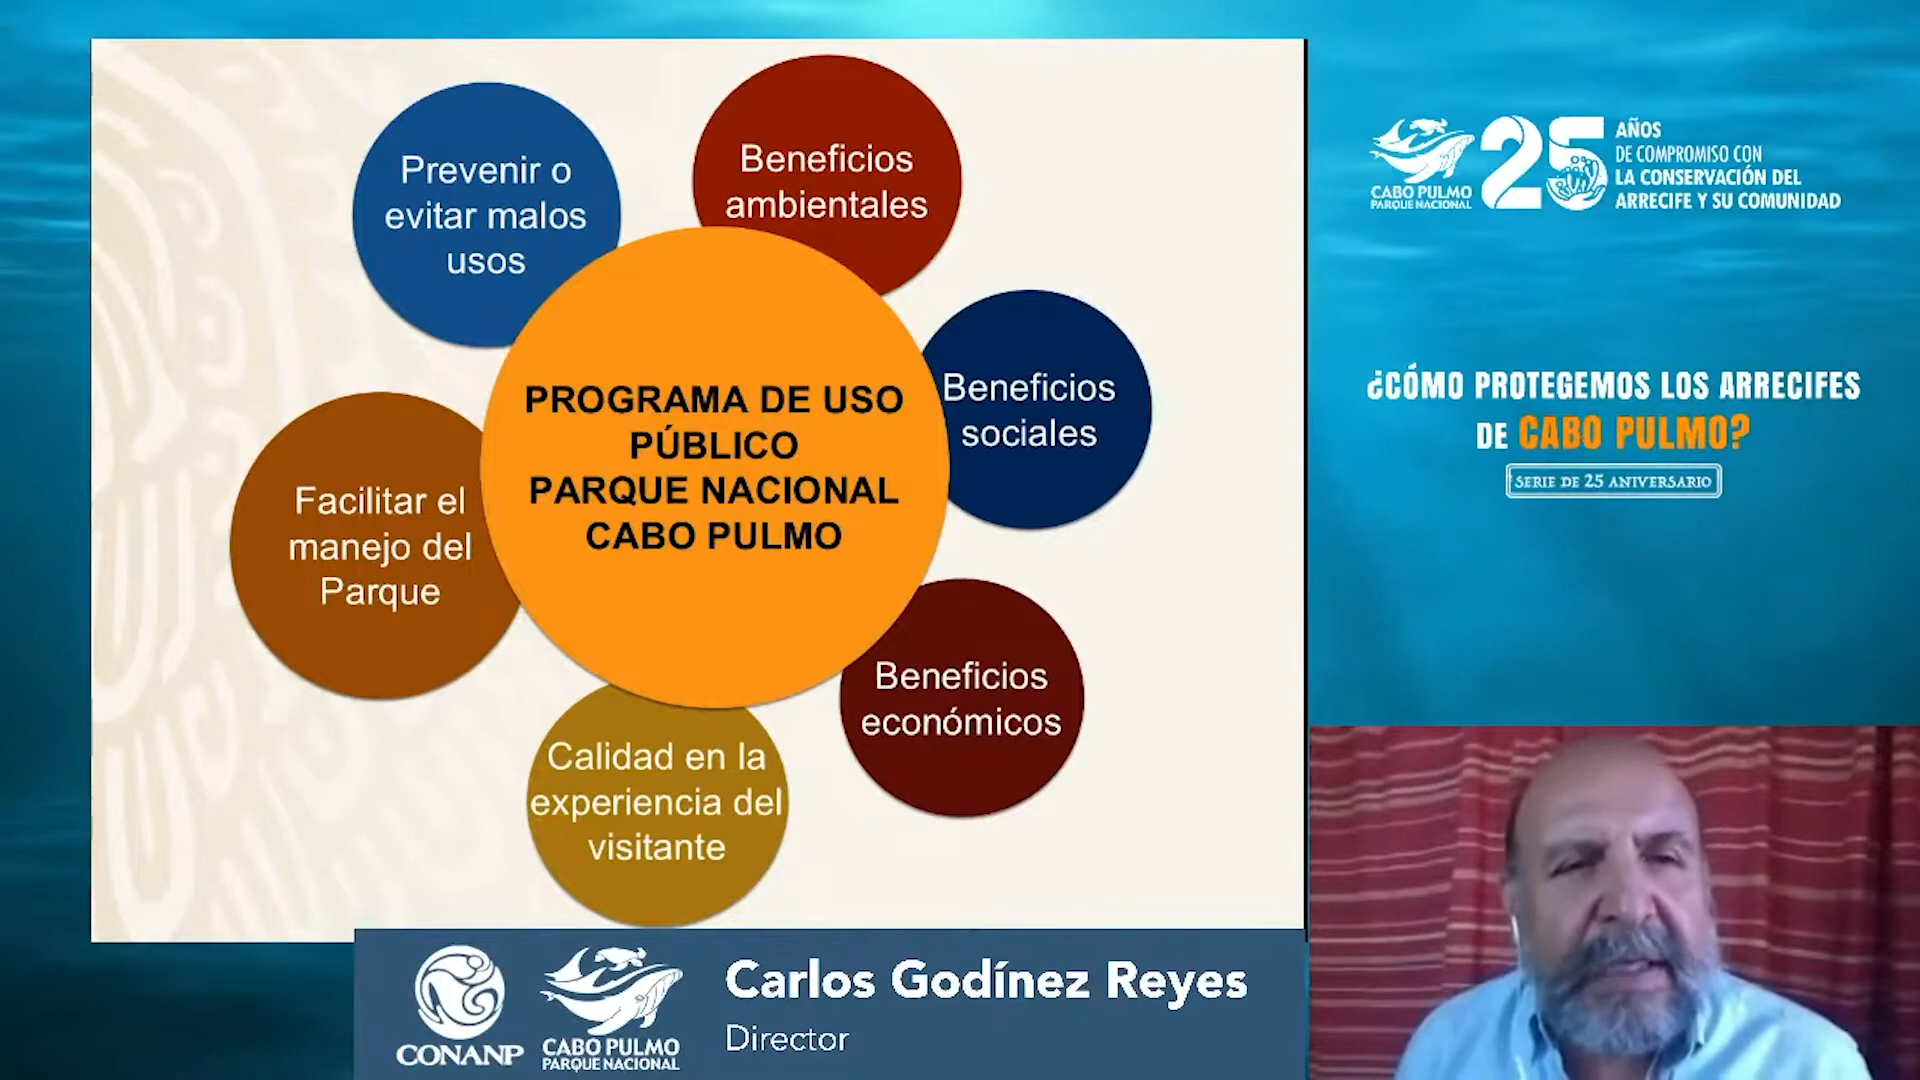 Prevenir o
evitar malos
usos
Beneficios
ambientales
Beneficios
sociales
PROGRAMA DE USO
PÚBLICO
PARQUE NACIONAL
CABO PULMO
Facilitar el
manejo del
Parque
Beneficios
económicos
Calidad en la
experiencia del
visitante
CABO PULMO
PARQUE NACIONAL
25
AÑOS
DE COMPROMISO CON
LA CONSERVACIÓN DEL
ARRECIFE Y SU COMUNIDAD
¿CÓMO PROTEGEMOS LOS ARRECIFES
DE CABO PULMO?
SERIE DE 25 ANIVERSARIO
CONANP
CABO PULMO
PARQUE NACIONAL
Carlos Godínez Reyes
Director